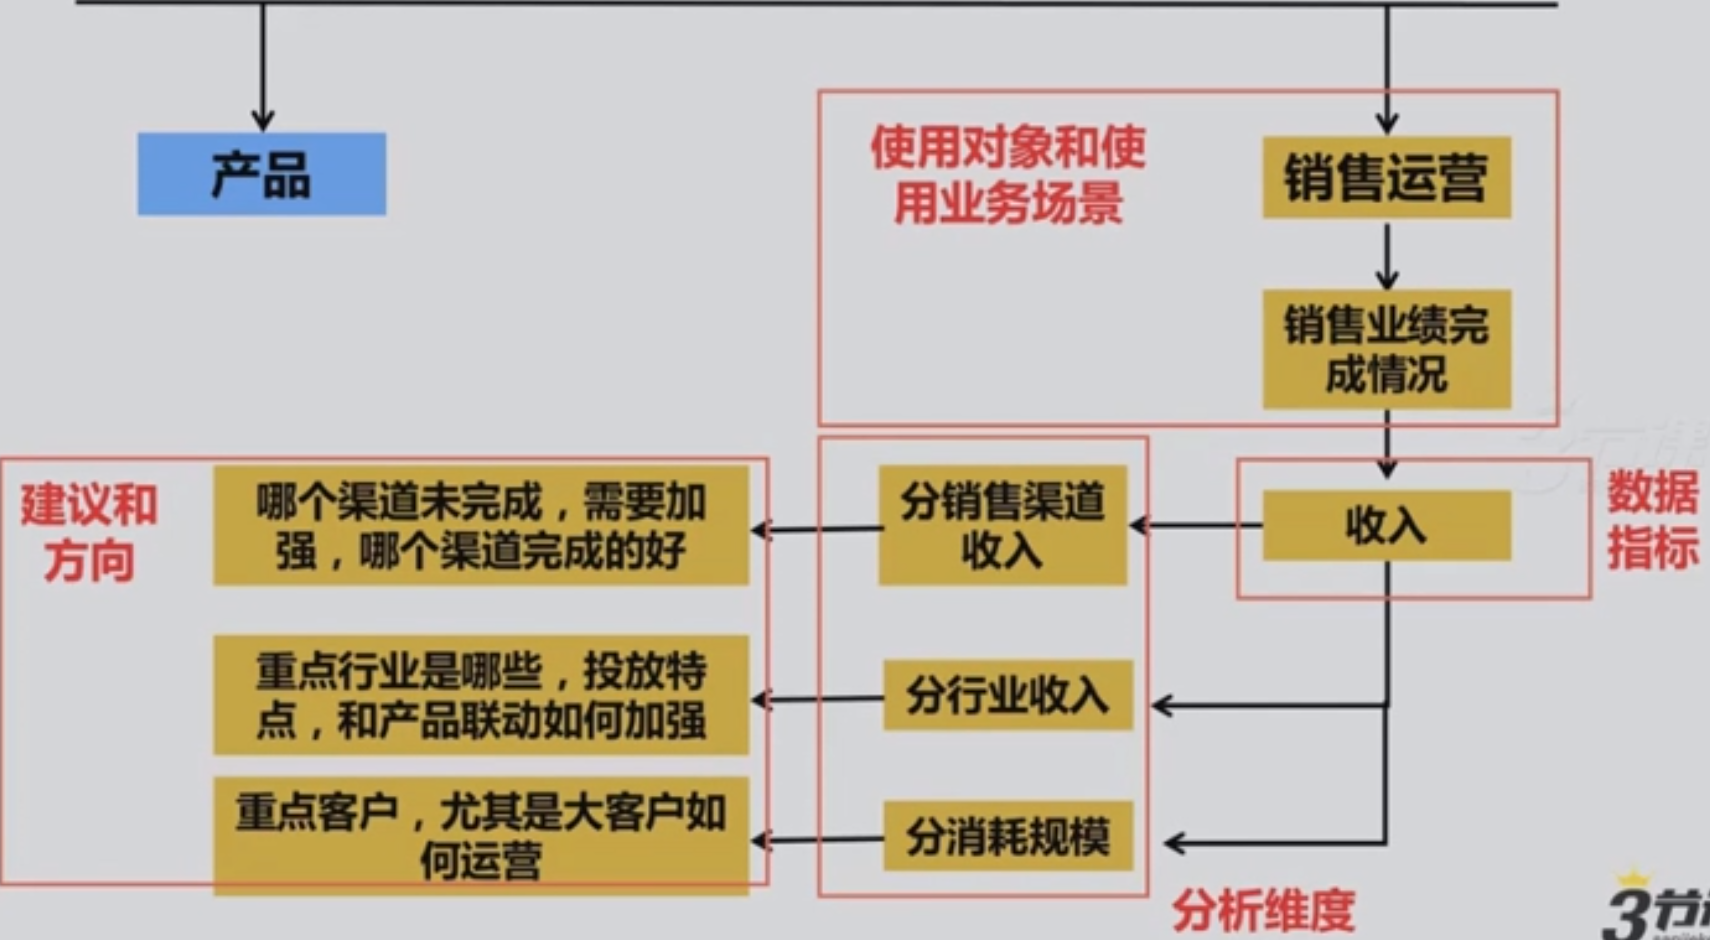 产品
使用对象和使
用业务场景
销售运营
销售业绩完
成情况
建议和
方向
哪个渠道未完成，需要加
强，哪个渠道完成的好
分销售渠道
收入
收入
数据
指标
重点行业是哪些，投放特
点，和产品联动如何加强
分行业收入
重点客户，尤其是大客户如
何运营
分消耗规模
分析维度
3节